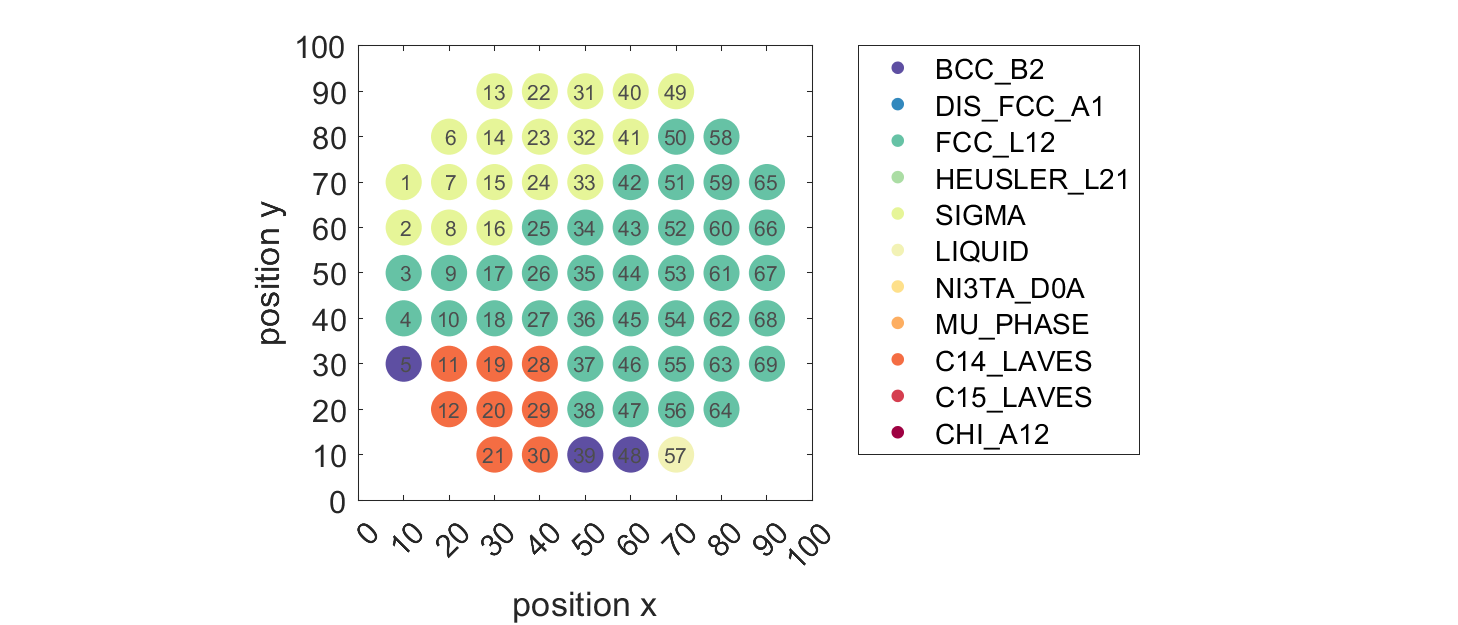 100
90
80
70
60
50
40
30
20
10
0
position y
13 22 31 40 49
6 14 23 32 41 50 58
1 7 15 24 33 42 51 59 65
2 8 16 25 34 43 52 60 66
3 9 17 26 35 44 53 61 67
4 10 18 27 36 45 54 62 68
5 11 19 28 37 46 55 63 69
12 20 29 38 47 56 64
21 30 39 48 57
0 10 20 30 40 50 60 70 80 90 100
position x
BCC_B2
DIS_FCC_A1
FCC_L12
HEUSLER_L21
SIGMA
LIQUID
NI3TA_D0A
MU_PHASE
C14_LAVES
C15_LAVES
CHI_A12